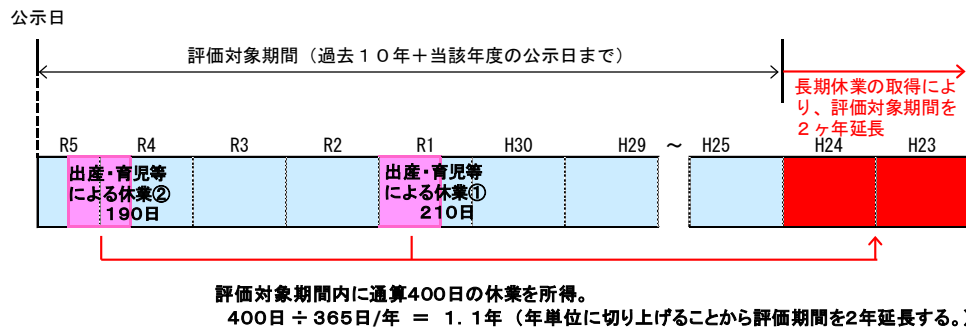 公示日
評価対象期間（過去１０年＋当該年度の公示日まで）
長期休業の取得によ
り、評価対象期間を
２ヶ年延長
R5 R4 R3 R2 R1 H30 H29 ～ H25 H24 H23
出産・育児等
による休業②
190日
出産・育児等
による休業①
210日
評価対象期間内に通算400日の休業を所得。
400日÷365日/年 ＝ 1.1年（年単位に切り上げることから評価期間を2年延長する。）